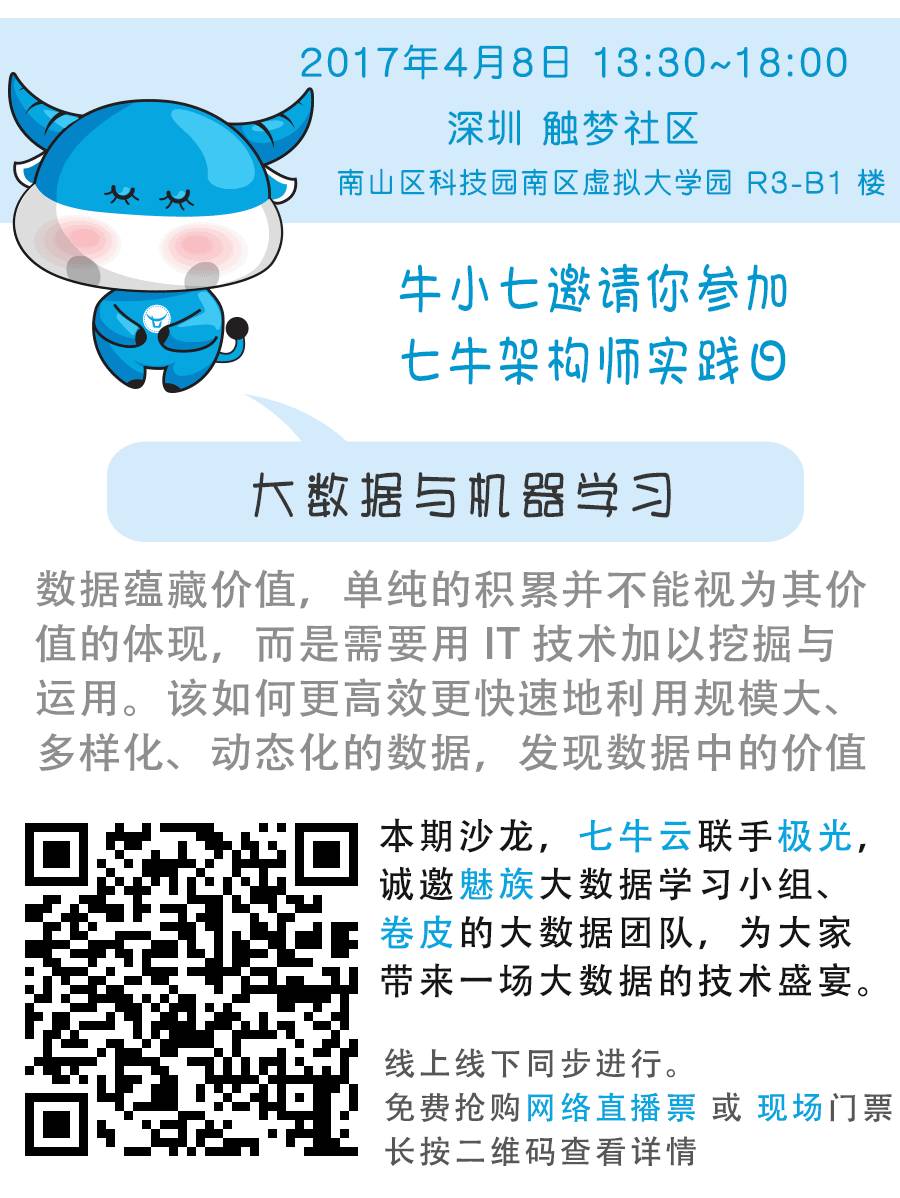 2017年4月8日 13:30~18:00
深圳 触梦社区
南山区科技园南区虚拟大学园 R3-B1 楼
牛小七邀请你参加
七牛架构师实践日
大数据与机器学习
数据蕴藏价值，单纯的积累并不能视为其价
值的体现，而是需要用 IT 技术加以挖掘与
运用。该如何更高效更快速地利用规模大、
多样化、动态化的数据，发现数据中的价值
本期沙龙，七牛云联手极光，
诚邀魅族大数据学习小组、
卷皮的大数据团队，为大家
带来一场大数据的技术盛宴。
线上线下同步进行。
免费抢购网络直播票 或 现场门票
长按二维码查看详情